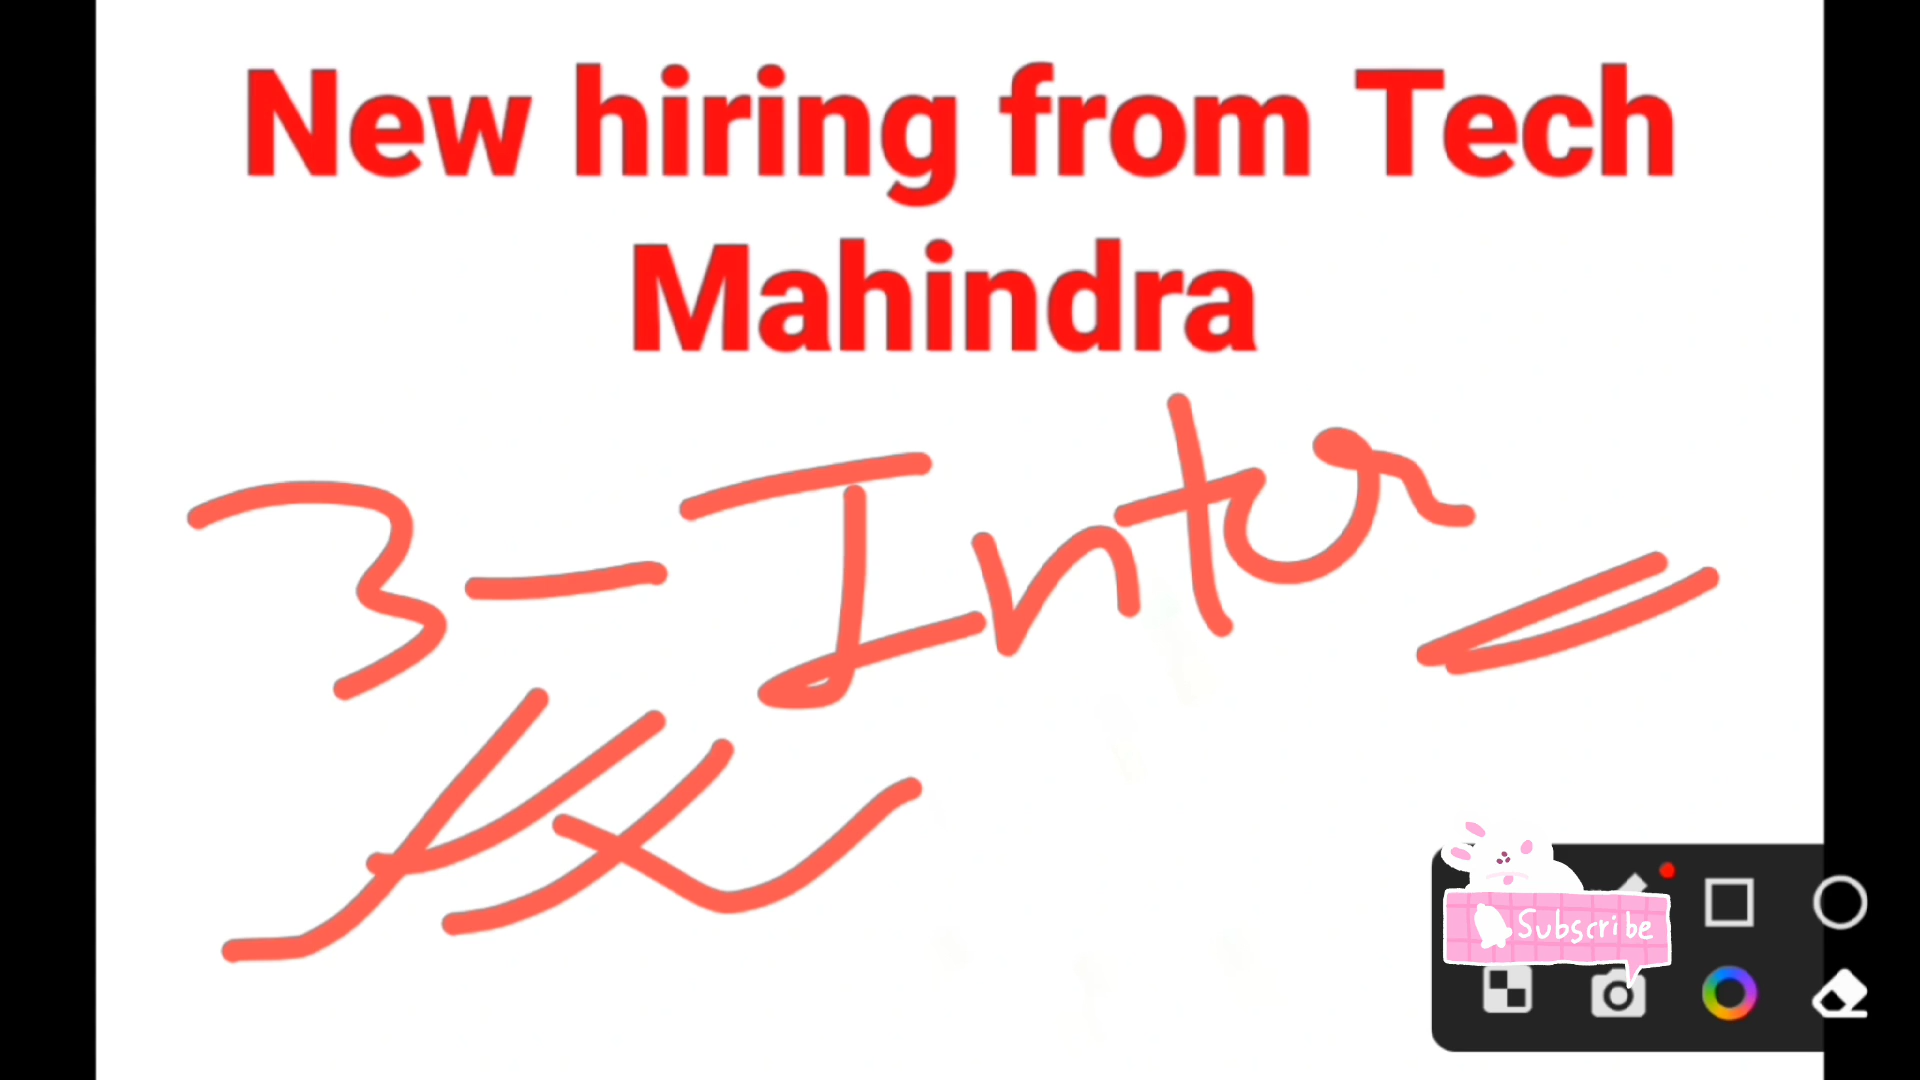 New hiring from Tech
Mahindra
3 - Inter
Subscribe